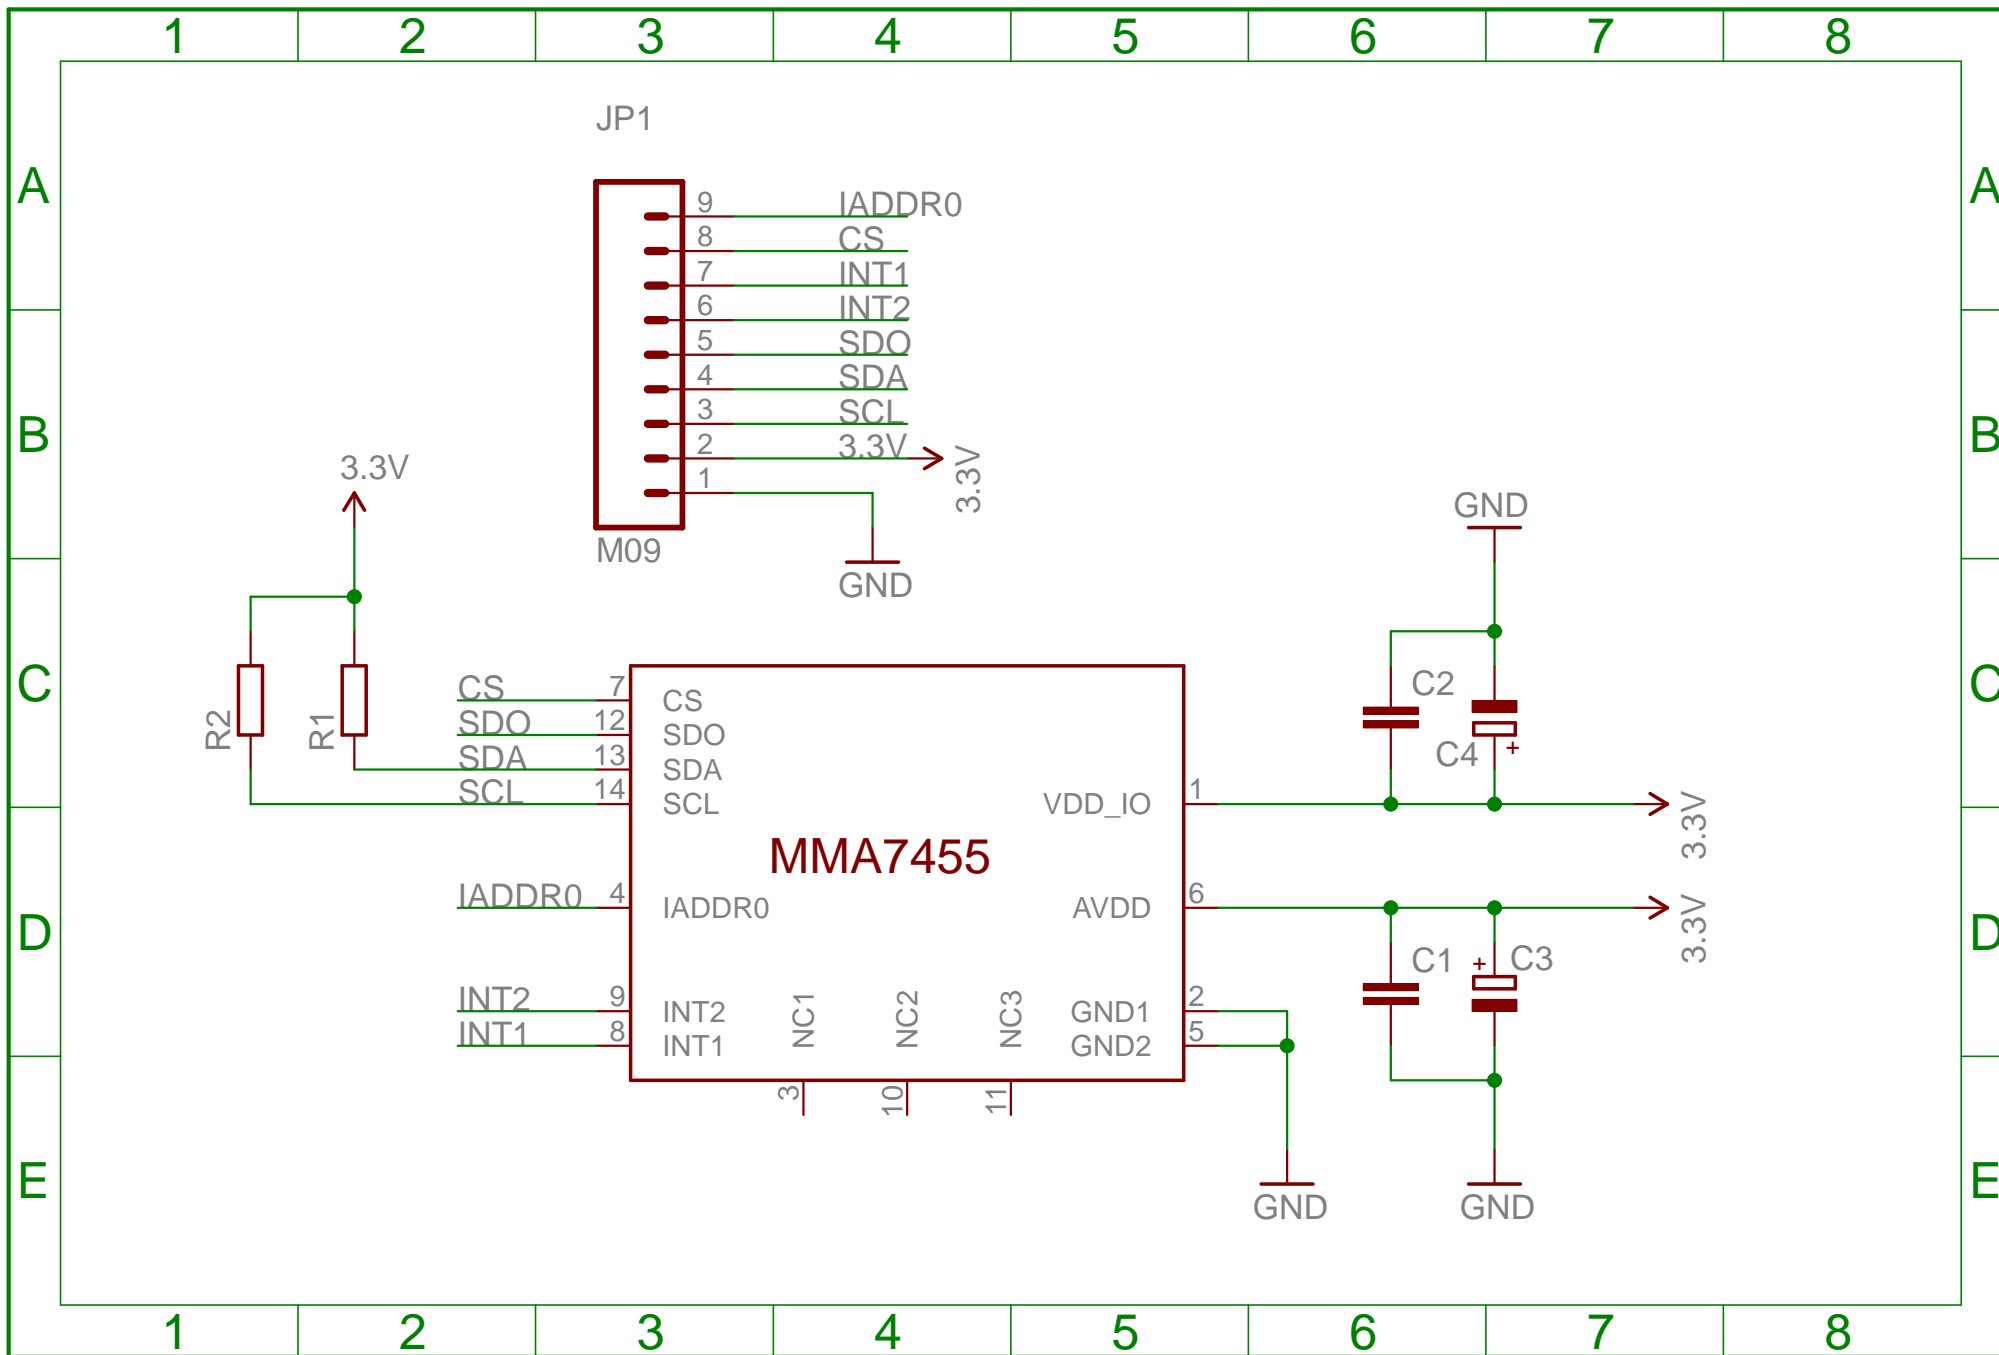 1 2 3 4 5 6 7 8
JP1
A A
9 IADDR0
8 CS
7 INT1
6 INT2
5 SDO
4 SDA
3 SCL
2 3.3V 3.3V
1
B B
3.3V
M09
GND
GND
C C
R2 R1
CS 7 CS
SDO 12 SDO
SDA 13 SDA
SCL 14 SCL
C2
C4 +
VDD_IO 1
3.3V
MMA7455
IADDR0 4 IADDR0
AVDD 6
3.3V
D D
C1 + C3
INT2 9 INT2
INT1 8 INT1
NC1 NC2 NC3
GND1 2
GND2 5
3 10 11
E E
GND GND
1 2 3 4 5 6 7 8